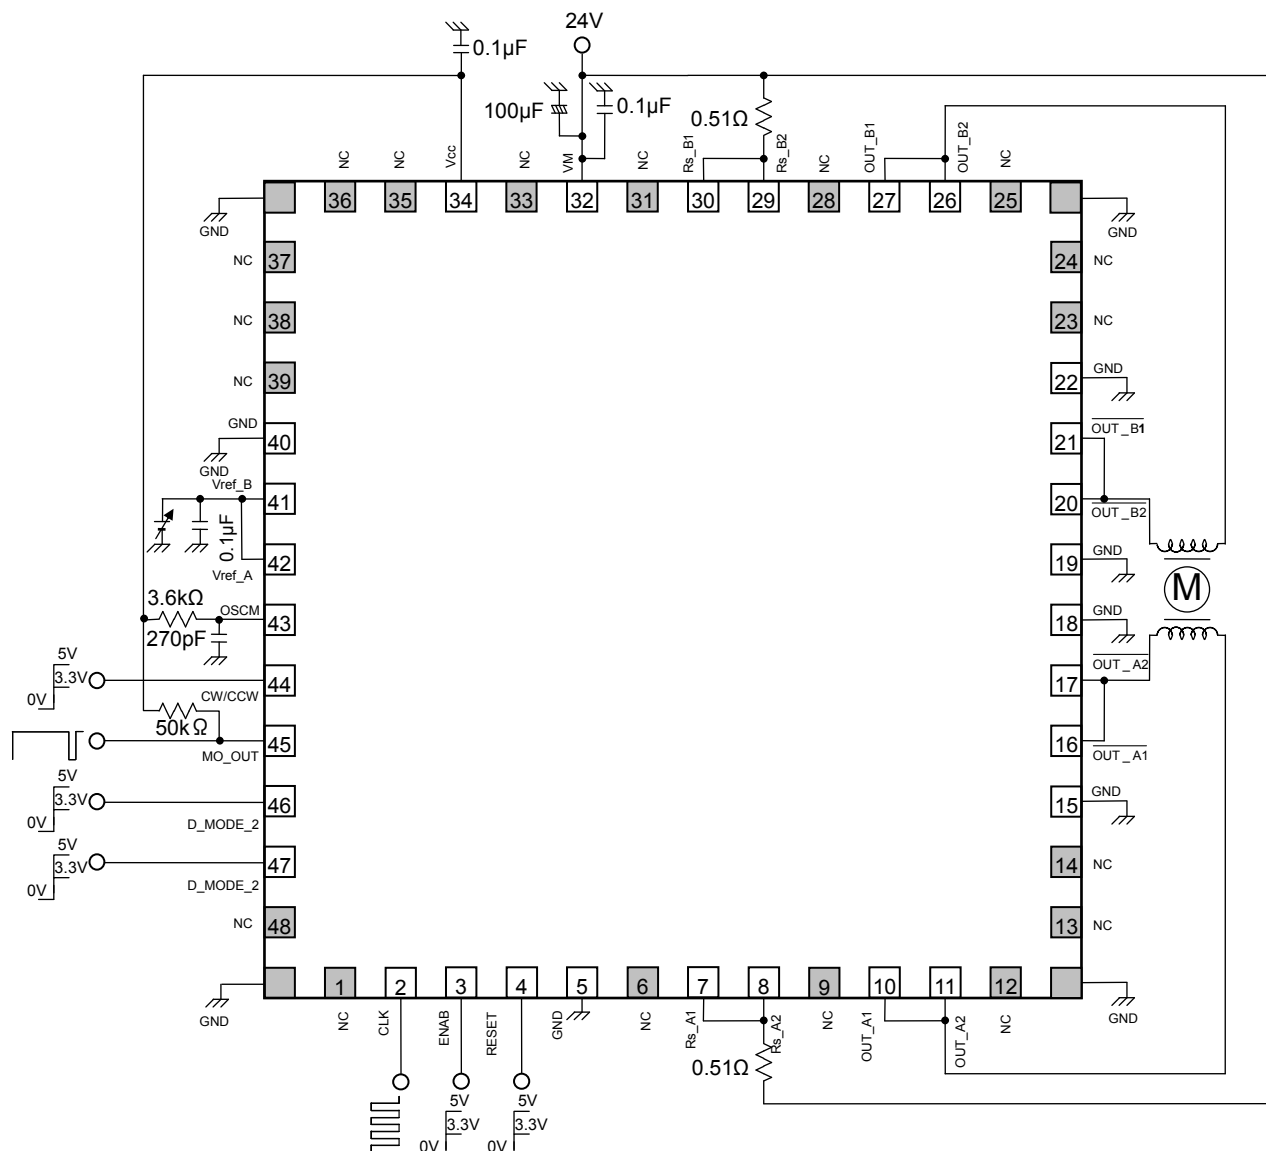 24V
0.1µF
100µF
0.1µF
0.51Ω
NC
NC
Vcc
NC
VM
NC
Rs_B1
Rs_B2
NC
OUT_B1
OUT_B2
NC
36
35
34
33
32
31
30
29
28
27
26
25
GND
GND
37
NC
24
NC
38
NC
23
NC
39
NC
22
GND
GND
40
GND
21
OUT_B1
Vref_B
41
20
OUT_B2
0.1µF
42
Vref_A
19
GND
M
3.6kΩ
OSCM
43
270pF
18
GND
5V
3.3V
0V
44
CW/CCW
17
OUT_A2
50kΩ
45
MO_OUT
16
OUT_A1
5V
3.3V
0V
46
D_MODE_2
15
GND
5V
3.3V
0V
47
D_MODE_2
14
NC
NC
48
13
NC
GND
GND
1
2
3
4
5
6
7
8
9
10
11
12
NC
CLK
ENAB
RESET
GND
NC
Rs_A1
Rs_A2
NC
OUT_A1
OUT_A2
NC
0.51Ω
5V
3.3V
0V
5V
3.3V
0V